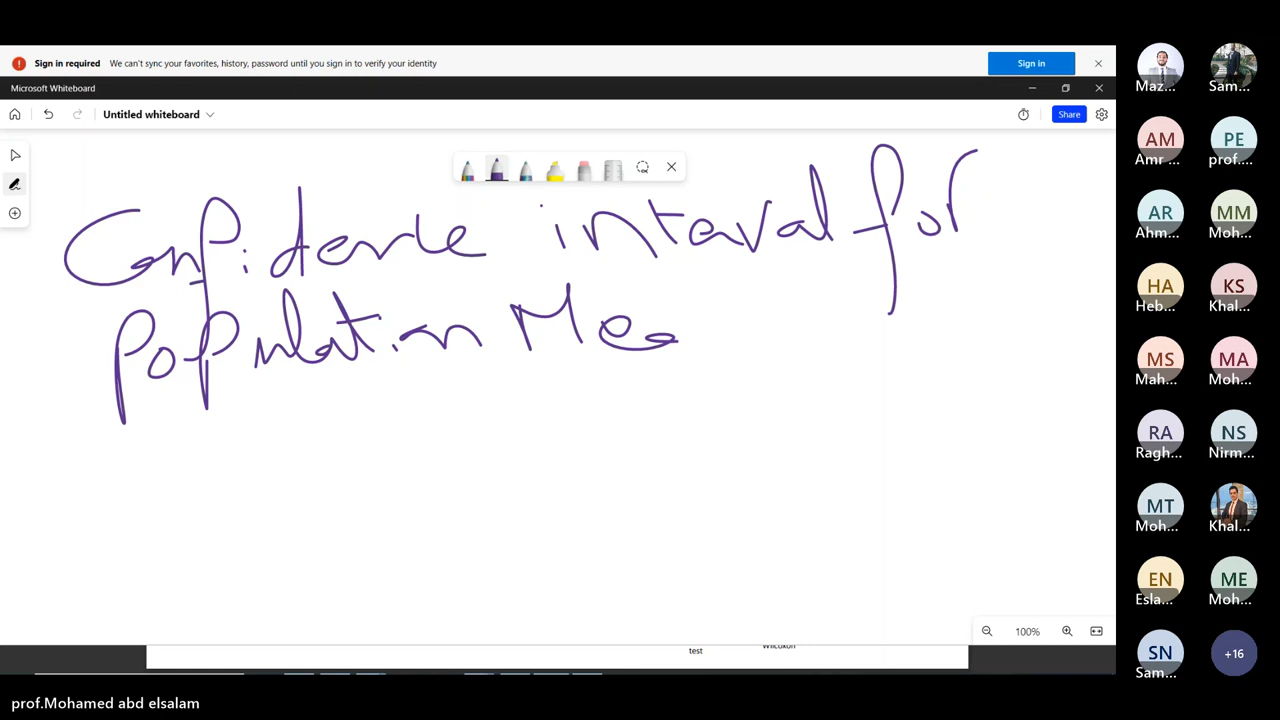 Sign in required We can't sync your favorites, history, password until you sign in to verify your identity Sign in
Microsoft Whiteboard
Untitled whiteboard Share
Confidence interval for
Population Mea
100%
test Wilcoxon
Maz... Sam...
AM PE
Amr ... prof....
AR MM
Ahm... Moh...
HA KS
Heb... Khal...
MS MA
Mah... Moh...
RA NS
Ragh... Nirm...
MT
Moh... Khal...
EN ME
Esla... Moh...
SN +16
Sam...
prof.Mohamed abd elsalam